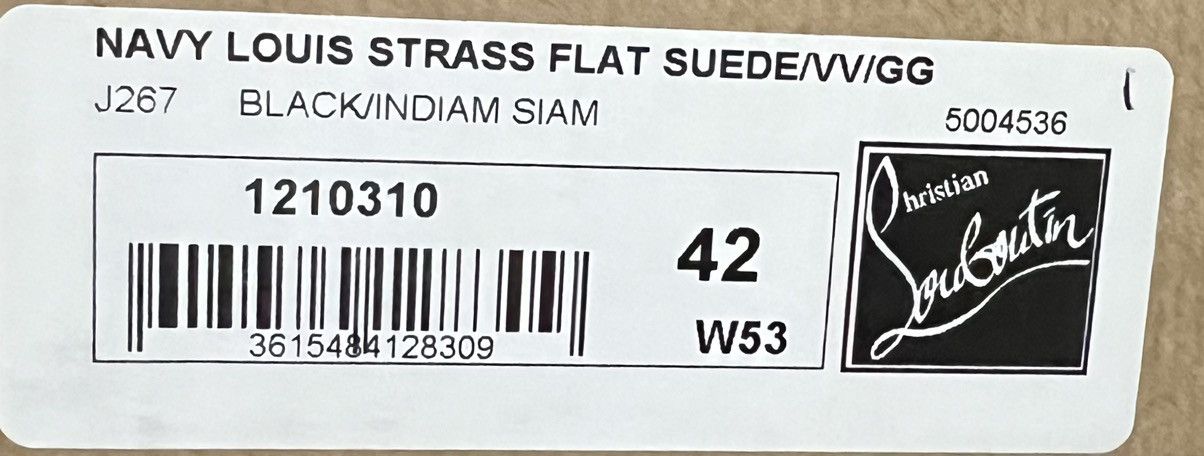 NAVY LOUIS STRASS FLAT SUEDE/VV/GG
J267 BLACK/INDIAM SIAM
5004536
1210310
3615484128309
42
W53
Christian
Louboutin